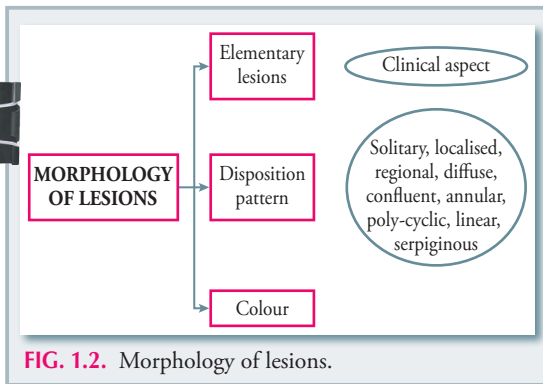 Elementary
lesions
Clinical aspect
MORPHOLOGY
OF LESIONS
Disposition
pattern
Solitary, localised,
regional, diffuse,
confluent, annular,
poly-cyclic, linear,
serpiginous
Colour
FIG. 1.2. Morphology of lesions.